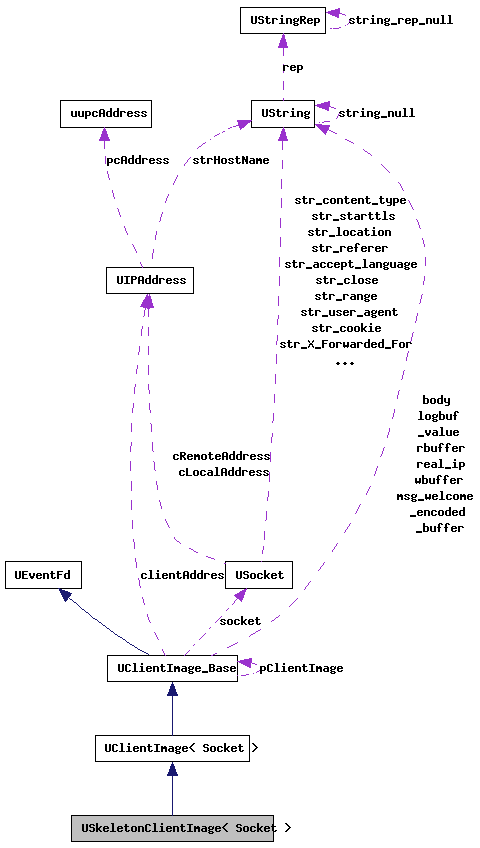 UStringRep
string_rep_null
rep
uupcAddress
UString
string_null
pcAddress
strHostName
str_content_type
str_starttls
str_location
str_referer
str_accept_language
str_close
str_range
str_user_agent
str_cookie
str_X_Forwarded_For
...
UIPAddress
body
logbuf
_value
rbuffer
real_ip
wbuffer
msg_welcome
_encoded
_buffer
cRemoteAddress
cLocalAddress
UEventFd
clientAddress
USocket
socket
UClientImage_Base
pClientImage
UClientImage< Socket >
USkeletonClientImage< Socket >